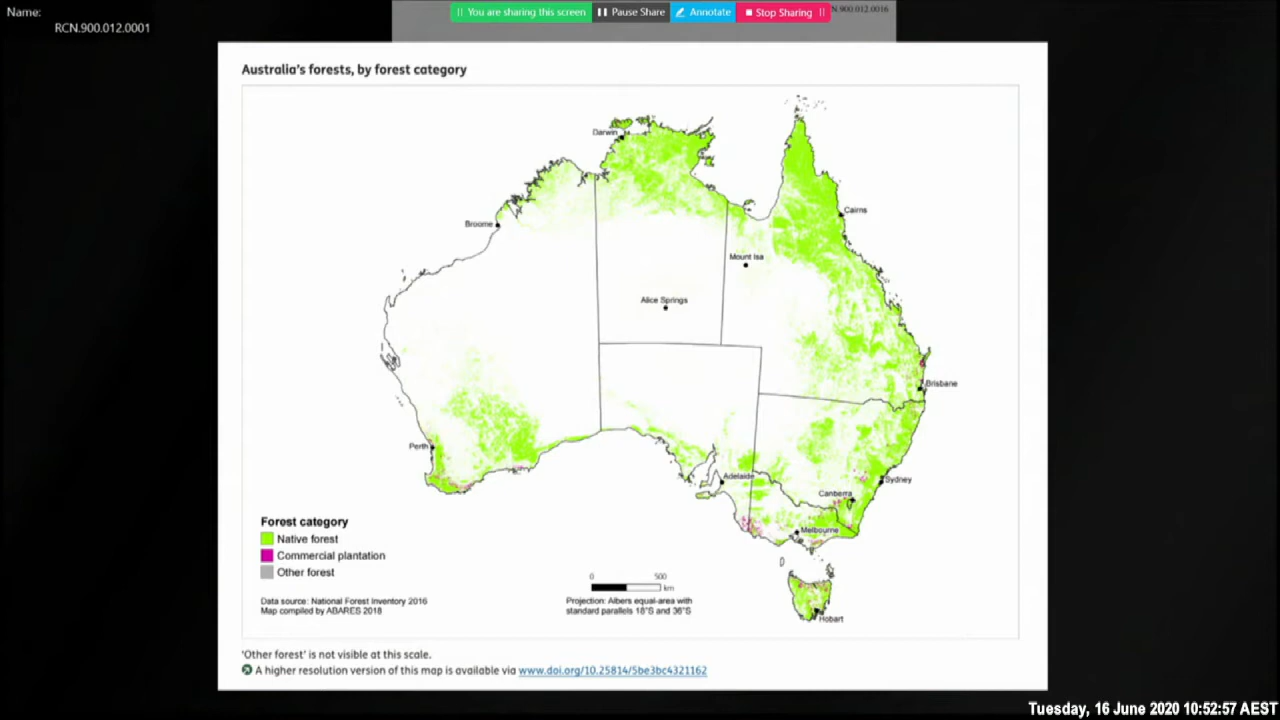 Name:
RCN.900.012.0001
You are sharing this screen
Pause Share
Annotate
Stop Sharing
N.900.012.0016
Australia's forests, by forest category
Darwin
Cairns
Broome
Mount Isa
Alice Springs
Brisbane
Perth
Adelaide
Sydney
Canberra
Melbourne
Hobart
Forest category
Native forest
Commercial plantation
Other forest
0 500
km
Data source: National Forest Inventory 2016
Map compiled by ABARES 2018
Projection: Albers equal-area with
standard parallels 18°S and 36°S
'Other forest' is not visible at this scale.
A higher resolution version of this map is available via www.doi.org/10.25814/5be3bc4321162
Tuesday, 16 June 2020 10:52:57 AEST